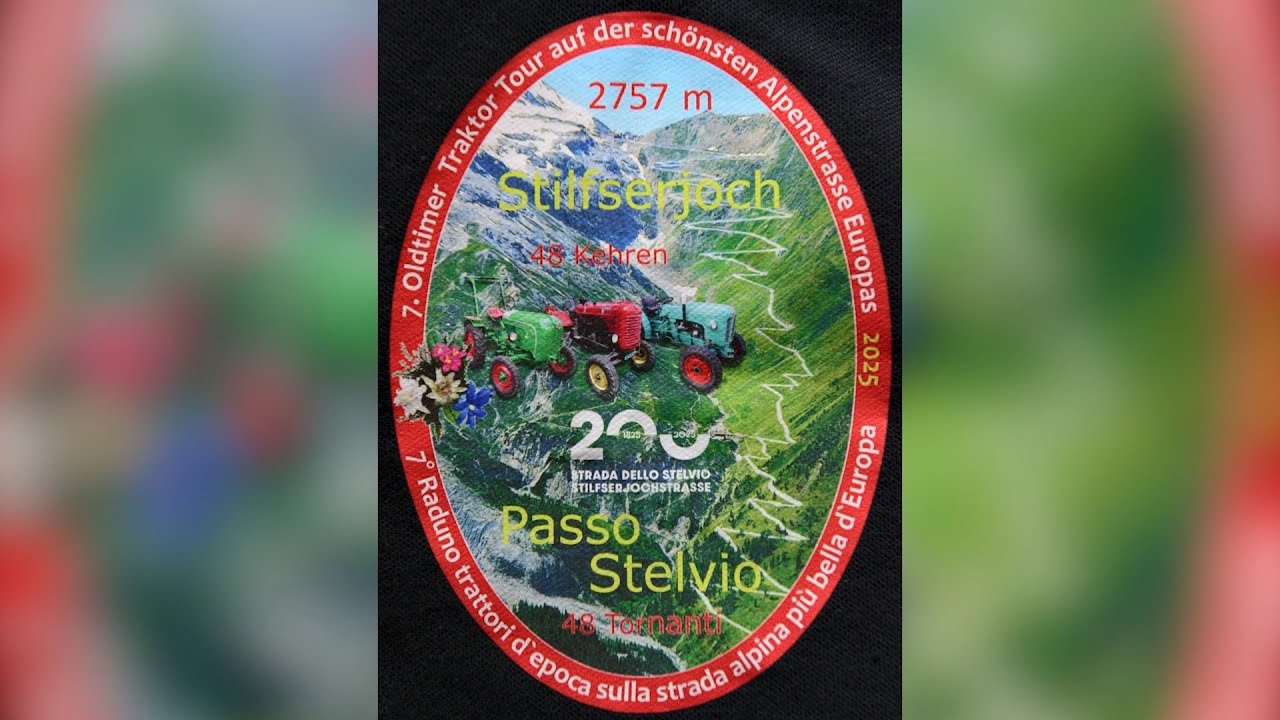 7. Oldtimer Traktor Tour auf der schönsten Alpenstrasse Europas 2025
2757 m
Stilfserjoch
48 Kehren
200
1825 2025
STRADA DELLO STELVIO
STILFSERJOCHSTRASSE
Passo
Stelvio
48 Tornanti
7° Raduno trattori d`epoca sulla strada alpina più bella d`Europa